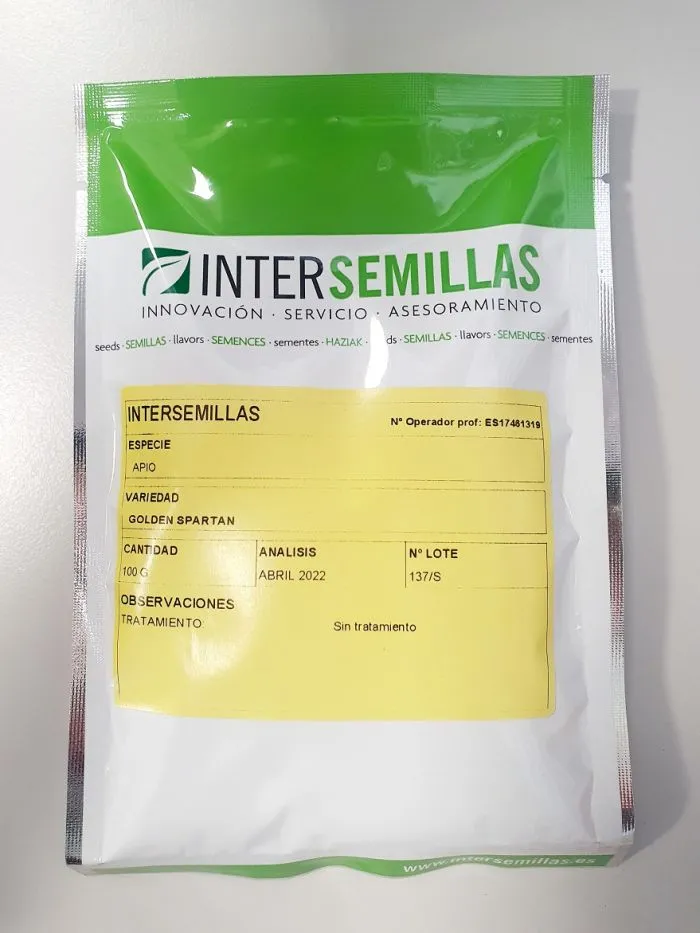 INTERSEMILLAS
INNOVACIÓN · SERVICIO · ASESORAMIENTO
seeds · SEMILLAS · llavors · SEMENCES · sementes · HAZIAK · ds · SEMILLAS · llavors · SEMENCES · sementes
INTERSEMILLAS Nº Operador prof: ES17461319
ESPECIE
APIO
VARIEDAD
GOLDEN SPARTAN
CANTIDAD ANALISIS Nº LOTE
100 G ABRIL 2022 137/S
OBSERVACIONES
TRATAMIENTO: Sin tratamiento
www.intersemillas.es